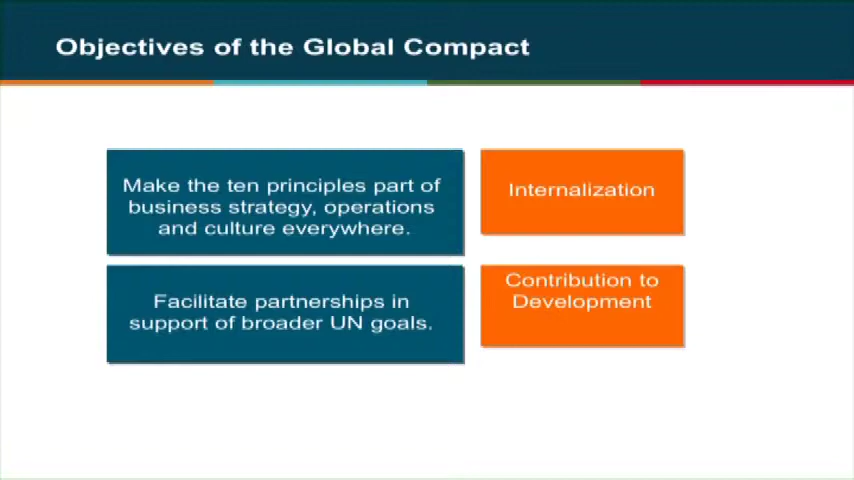 Objectives of the Global Compact
Make the ten principles part of
business strategy, operations
and culture everywhere.
Internalization
Facilitate partnerships in
support of broader UN goals.
Contribution to
Development